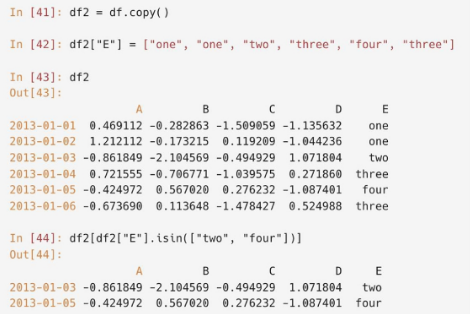 In [41]: df2 = df.copy()
In [42]: df2["E"] = ["one", "one", "two", "three", "four", "three"]
In [43]: df2
Out[43]:
                   A         B         C         D      E
2013-01-01  0.469112 -0.282863 -1.509059 -1.135632    one
2013-01-02  1.212112 -0.173215  0.119209 -1.044236    one
2013-01-03 -0.861849 -2.104569 -0.494929  1.071804    two
2013-01-04  0.721555 -0.706771 -1.039575  0.271860  three
2013-01-05 -0.424972  0.567020  0.276232 -1.087401   four
2013-01-06 -0.673690  0.113648 -1.478427  0.524988  three
In [44]: df2[df2["E"].isin(["two", "four"])]
Out[44]:
                   A         B         C         D     E
2013-01-03 -0.861849 -2.104569 -0.494929  1.071804   two
2013-01-05 -0.424972  0.567020  0.276232 -1.087401  four